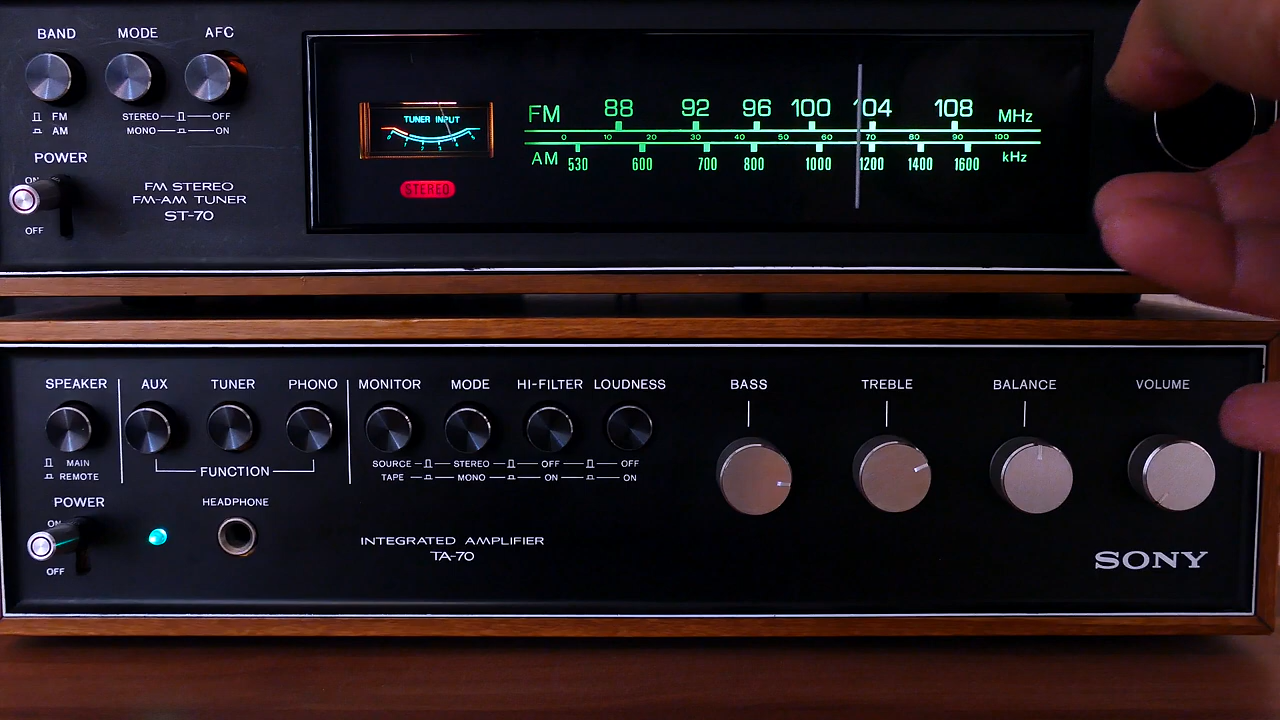 BAND MODE AFC
FM STEREO OFF
AM MONO ON
POWER
ON
OFF
FM STEREO
FM-AM TUNER
ST-70
TUNER INPUT
STEREO
FM 88 92 96 100 104 108 MHz
0 10 20 30 40 50 60 70 80 90 100
AM 530 600 700 800 1000 1200 1400 1600 kHz
SPEAKER AUX TUNER PHONO MONITOR MODE HI-FILTER LOUDNESS BASS TREBLE BALANCE VOLUME
MAIN
REMOTE
FUNCTION
SOURCE STEREO OFF OFF
TAPE MONO ON ON
POWER
ON
OFF
HEADPHONE
INTEGRATED AMPLIFIER
TA-70
SONY